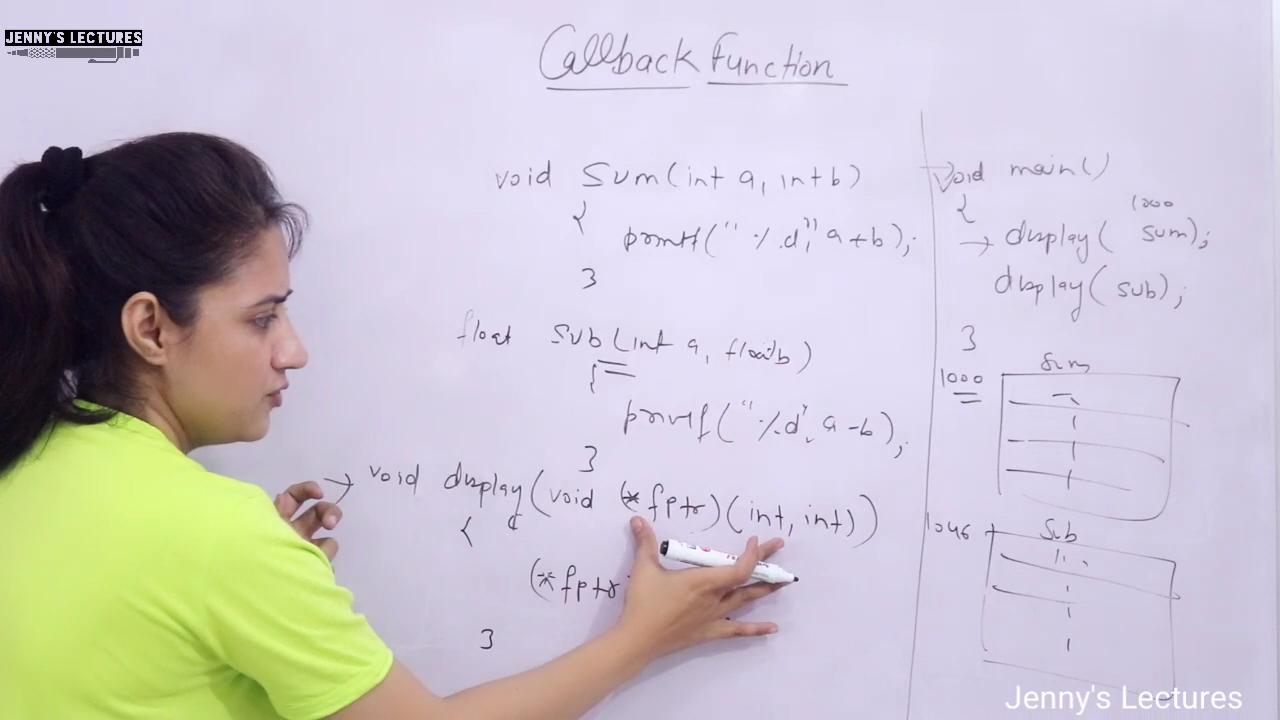 JENNY'S LECTURES
Callback Function
void Sum(int a, int b)
{
printf("%d", a+b);
}
float sub(int a, float b)
{
printf("%d", a-b);
}
→ void display(void (*fptr)(int, int))
{
(*fptr
}
void main()
{
1000
→ display( sum);
display( sub);
}
sum
1000
1046
Sub
Jenny's Lectures